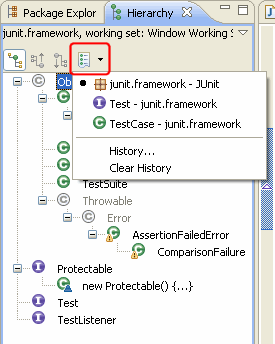 Package Explor
Hierarchy
junit.framework, working set: Window Working S
Ob
junit.framework - JUnit
Test - junit.framework
TestCase - junit.framework
History...
Clear History
TestSuite
Throwable
Error
AssertionFailedError
ComparisonFailure
Protectable
new Protectable() {...}
Test
TestListener